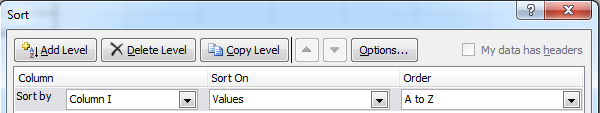 Sort
Add Level Delete Level Copy Level Options... My data has headers
Column Sort On Order
Sort by Column I Values A to Z